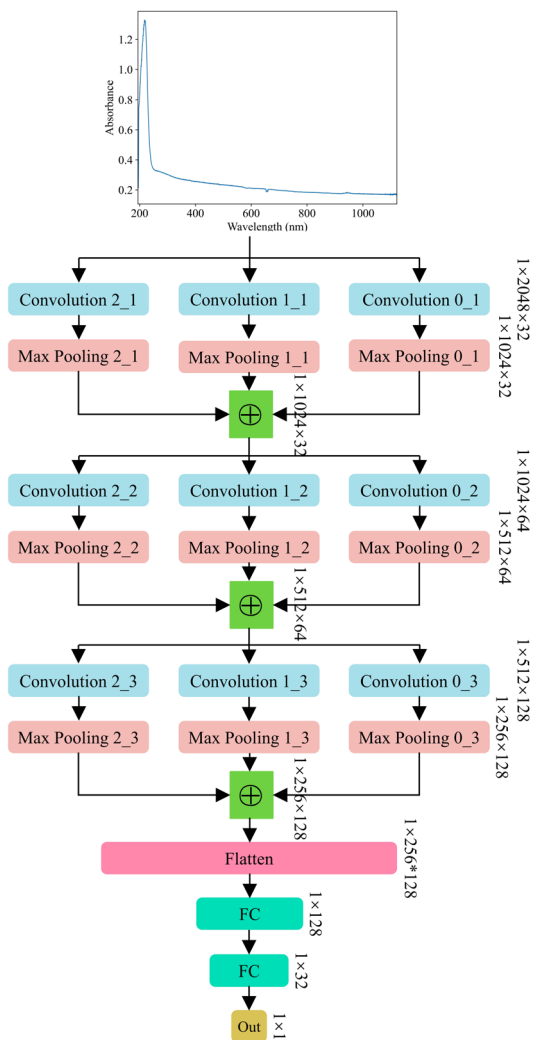 1.2
1.0
0.8
0.6
0.4
0.2
Absorbance
200 400 600 800 1000
Wavelength (nm)
Convolution 2_1 Convolution 1_1 Convolution 0_1
1×2048×32
Max Pooling 2_1 Max Pooling 1_1 Max Pooling 0_1
1×1024×32
⊕
1×1024×32
Convolution 2_2 Convolution 1_2 Convolution 0_2
1×1024×64
Max Pooling 2_2 Max Pooling 1_2 Max Pooling 0_2
1×512×64
⊕
1×512×64
Convolution 2_3 Convolution 1_3 Convolution 0_3
1×512×128
Max Pooling 2_3 Max Pooling 1_3 Max Pooling 0_3
1×256×128
⊕
1×256×128
Flatten
1×256*128
FC
1×128
FC
1×32
Out
1×1